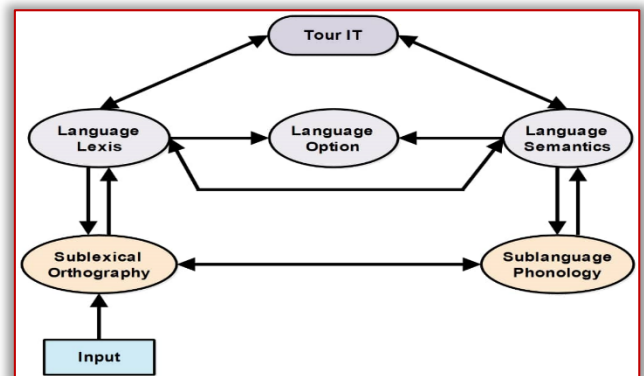 Tour IT
Language
Lexis
Language
Option
Language
Semantics
Sublexical
Orthography
Sublanguage
Phonology
Input